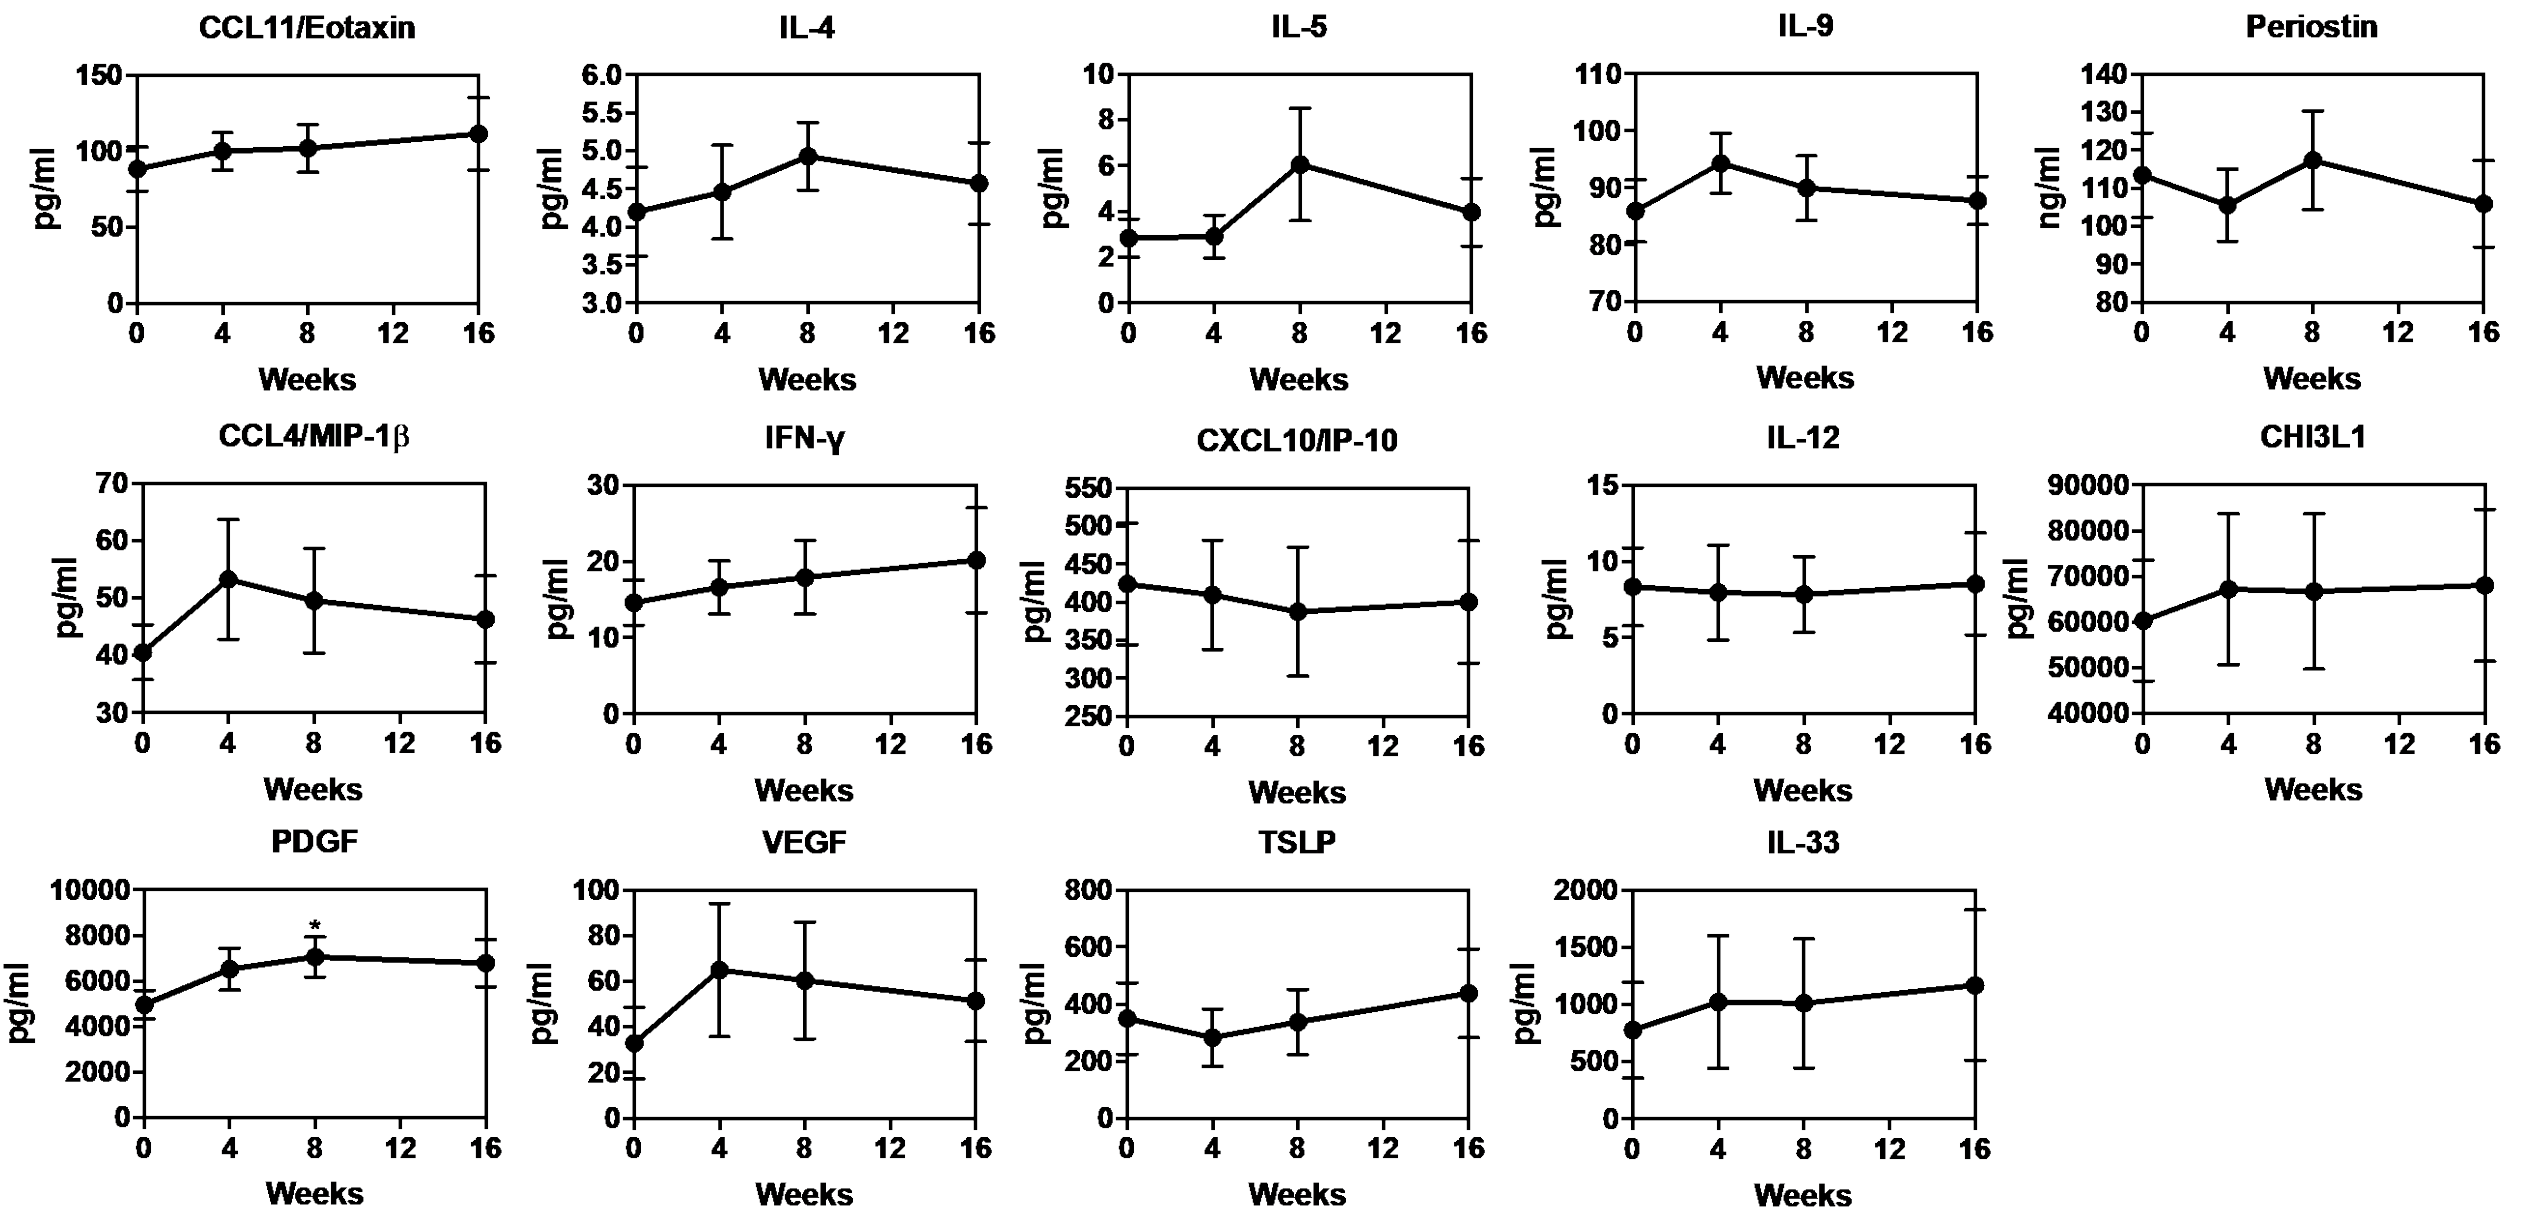 CCL11/Eotaxin
pg/ml
150
100
50
0
0 4 8 12 16
Weeks
IL-4
pg/ml
6.0
5.5
5.0
4.5
4.0
3.5
3.0
0 4 8 12 16
Weeks
IL-5
pg/ml
10
8
6
4
2
0
0 4 8 12 16
Weeks
IL-9
pg/ml
110
100
90
80
70
0 4 8 12 16
Weeks
Periostin
ng/ml
140
130
120
110
100
90
80
0 4 8 12 16
Weeks
CCL4/MIP-1β
pg/ml
70
60
50
40
30
0 4 8 12 16
Weeks
IFN-γ
pg/ml
30
20
10
0
0 4 8 12 16
Weeks
CXCL10/IP-10
pg/ml
550
500
450
400
350
300
250
0 4 8 12 16
Weeks
IL-12
pg/ml
15
10
5
0
0 4 8 12 16
Weeks
CHI3L1
pg/ml
90000
80000
70000
60000
50000
40000
0 4 8 12 16
Weeks
PDGF
pg/ml
10000
8000
6000
4000
2000
0
*
0 4 8 12 16
Weeks
VEGF
pg/ml
100
80
60
40
20
0
0 4 8 12 16
Weeks
TSLP
pg/ml
800
600
400
200
0
0 4 8 12 16
Weeks
IL-33
pg/ml
2000
1500
1000
500
0
0 4 8 12 16
Weeks